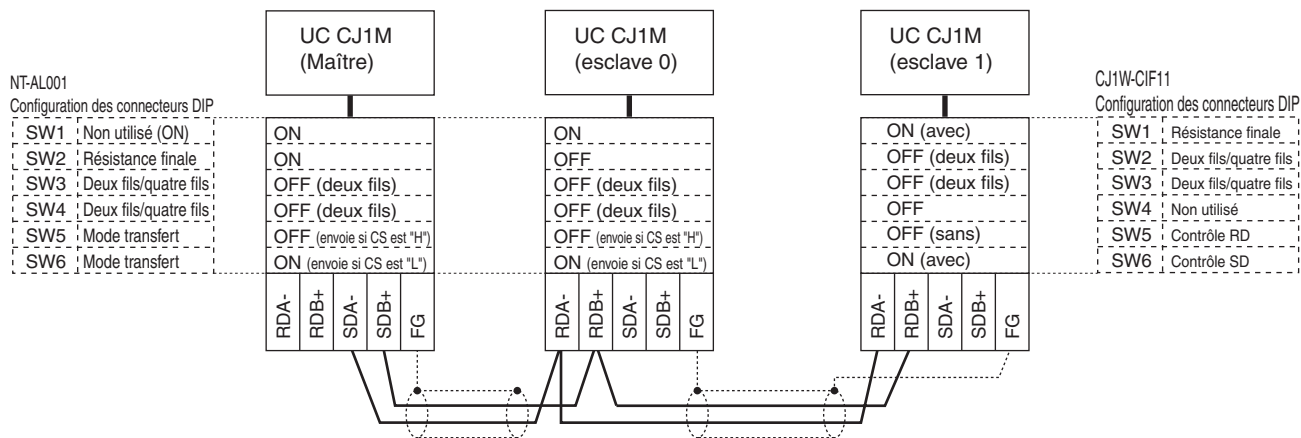 UC CJ1M
(Maître)
UC CJ1M
(esclave 0)
UC CJ1M
(esclave 1)
NT-AL001
Configuration des connecteurs DIP
SW1 Non utilisé (ON)
SW2 Résistance finale
SW3 Deux fils/quatre fils
SW4 Deux fils/quatre fils
SW5 Mode transfert
SW6 Mode transfert
ON
ON
OFF (deux fils)
OFF (deux fils)
OFF (envoie si CS est "H")
ON (envoie si CS est "L")
RDA-
RDB+
SDA-
SDB+
FG
ON
OFF
OFF (deux fils)
OFF (deux fils)
OFF (envoie si CS est "H")
ON (envoie si CS est "L")
RDA-
RDB+
SDA-
SDB+
FG
ON (avec)
OFF (deux fils)
OFF (deux fils)
OFF
OFF (sans)
ON (avec)
RDA-
RDB+
SDA-
SDB+
FG
CJ1W-CIF11
Configuration des connecteurs DIP
SW1 Résistance finale
SW2 Deux fils/quatre fils
SW3 Deux fils/quatre fils
SW4 Non utilisé
SW5 Contrôle RD
SW6 Contrôle SD